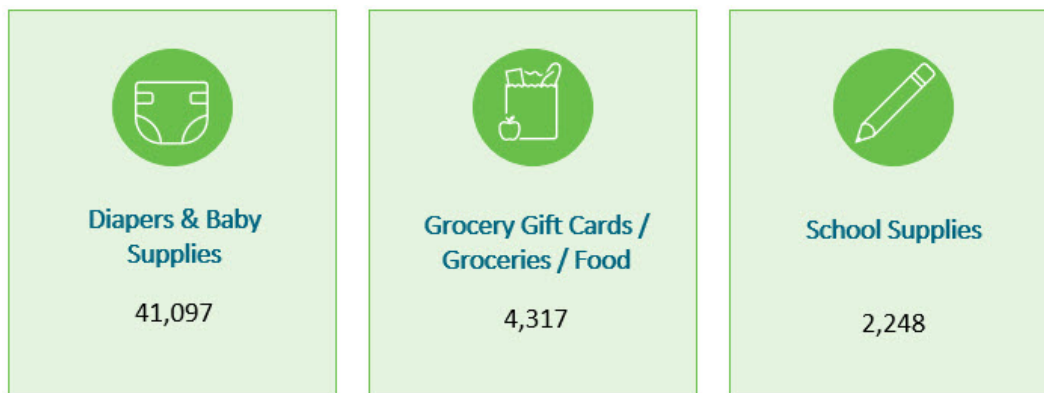 Diapers & Baby
Supplies
41,097
Grocery Gift Cards /
Groceries / Food
4,317
School Supplies
2,248